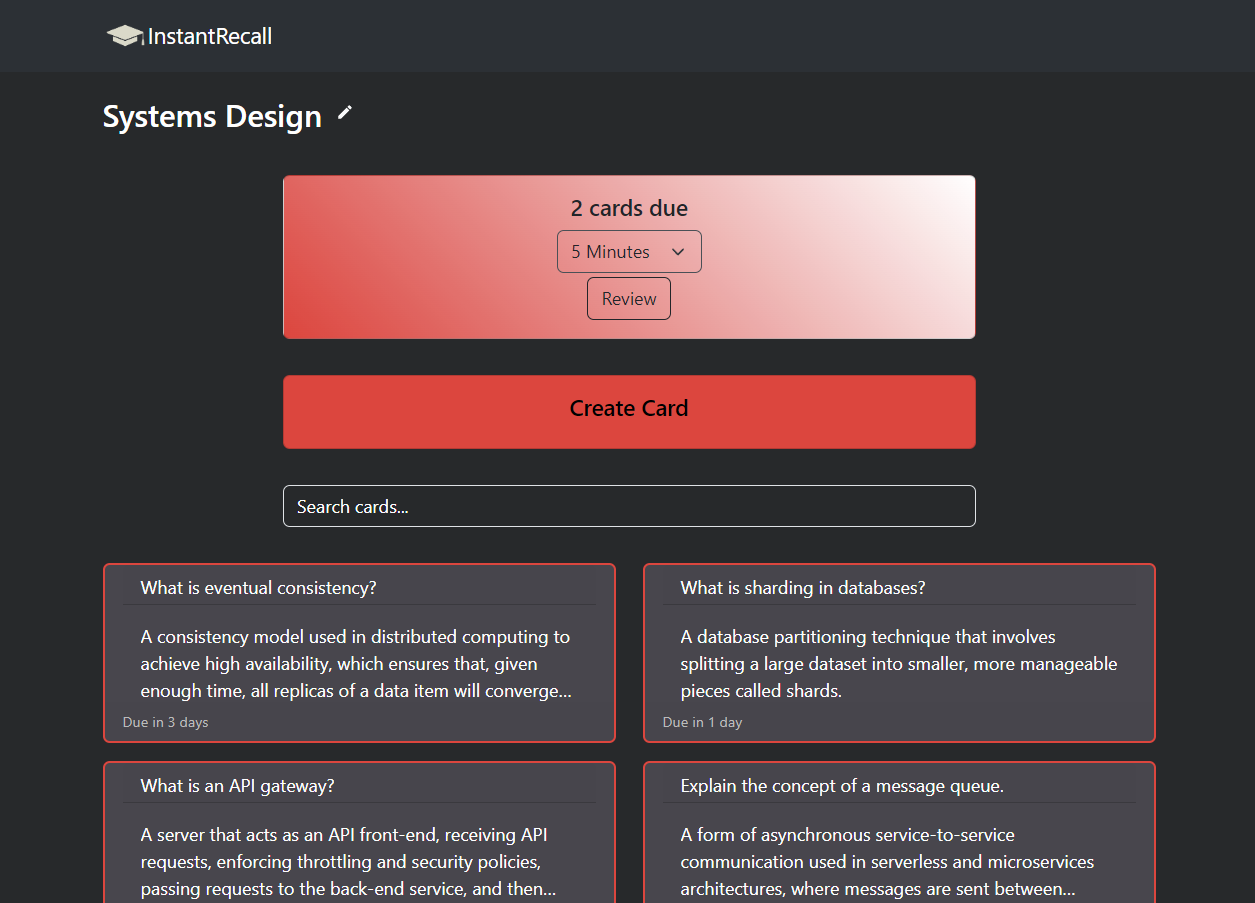 InstantRecall
Systems Design
2 cards due
5 Minutes
Review
Create Card
Search cards...
What is eventual consistency?
A consistency model used in distributed computing to
achieve high availability, which ensures that, given
enough time, all replicas of a data item will converge...
Due in 3 days
What is sharding in databases?
A database partitioning technique that involves
splitting a large dataset into smaller, more manageable
pieces called shards.
Due in 1 day
What is an API gateway?
A server that acts as an API front-end, receiving API
requests, enforcing throttling and security policies,
passing requests to the back-end service, and then...
Explain the concept of a message queue.
A form of asynchronous service-to-service
communication used in serverless and microservices
architectures, where messages are sent between...